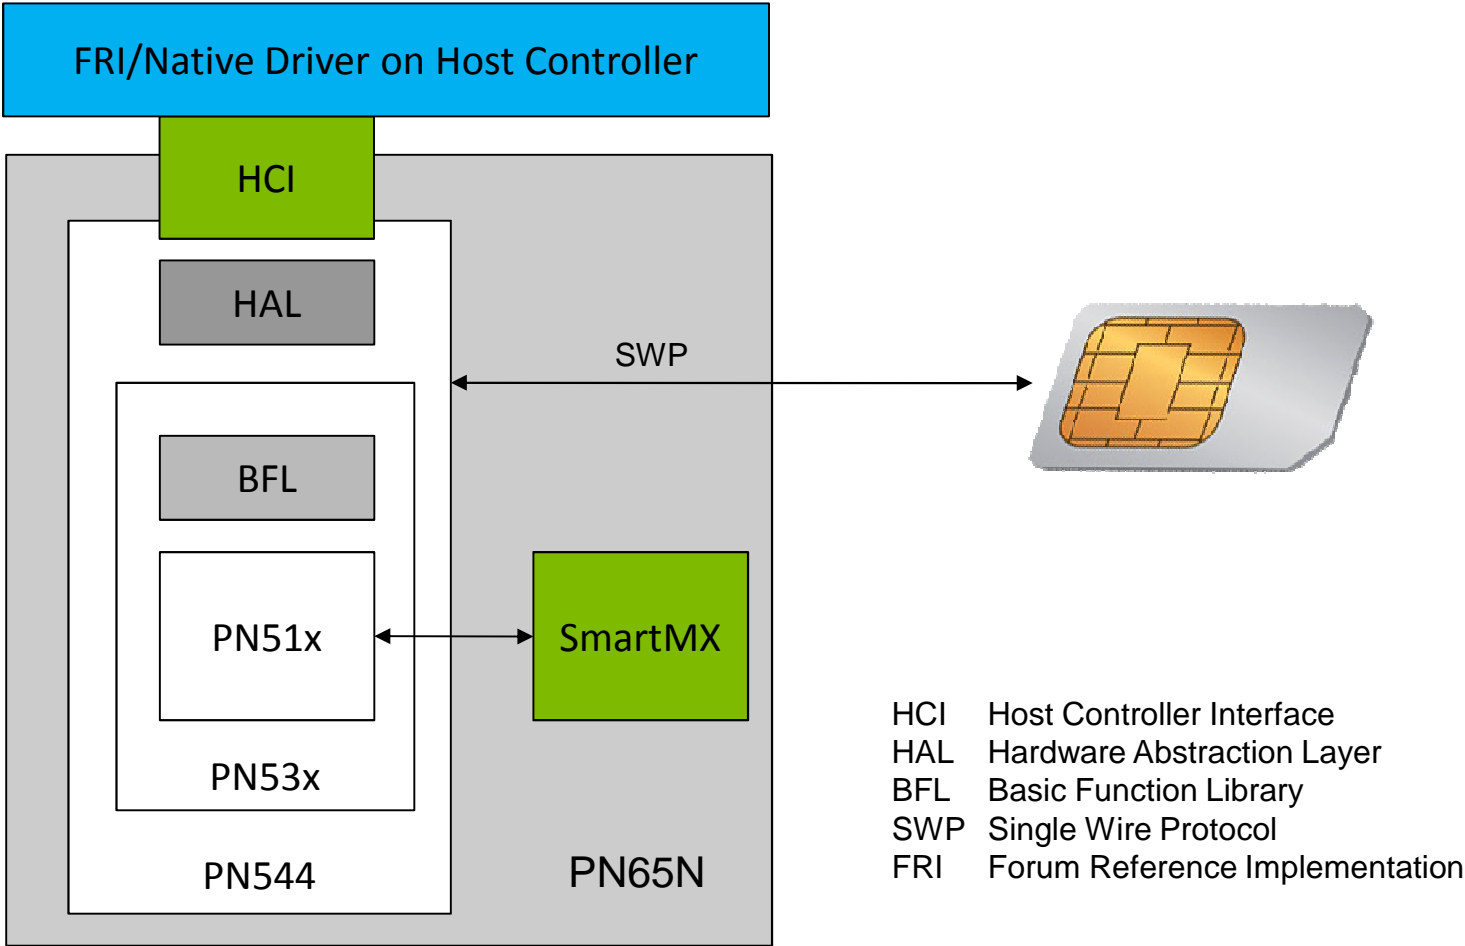 FRI/Native Driver on Host Controller
HCI
HAL
SWP
BFL
PN51x
SmartMX
PN53x
PN544
PN65N
HCI Host Controller Interface
HAL Hardware Abstraction Layer
BFL Basic Function Library
SWP Single Wire Protocol
FRI Forum Reference Implementation